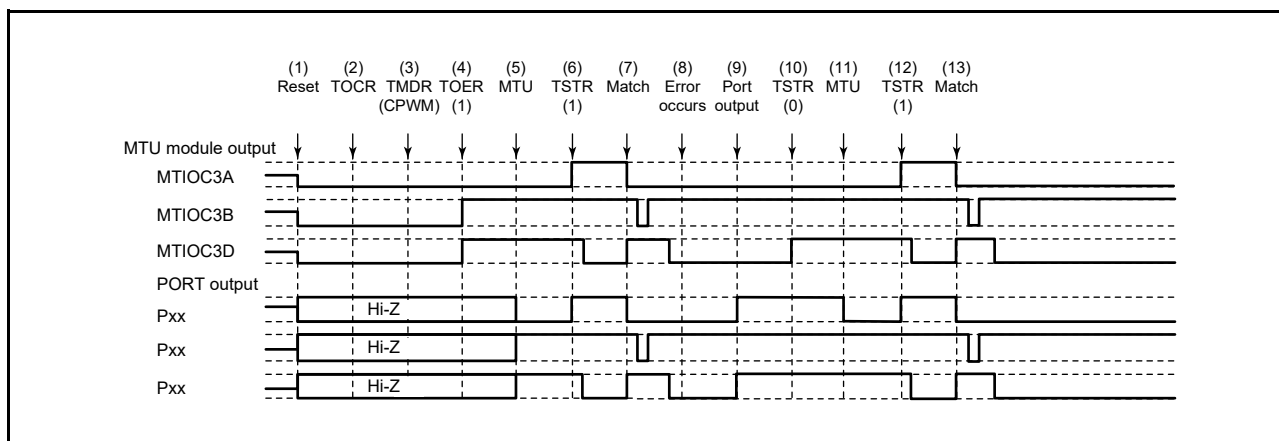 (1) (2) (3) (4) (5) (6) (7) (8) (9) (10) (11) (12) (13)
Reset TOCR TMDR TOER MTU TSTR Match Error Port TSTR MTU TSTR Match
(CPWM) (1) (1) occurs output (0) (1)
MTU module output
MTIOC3A
MTIOC3B
MTIOC3D
PORT output
Pxx Hi-Z
Pxx Hi-Z
Pxx Hi-Z